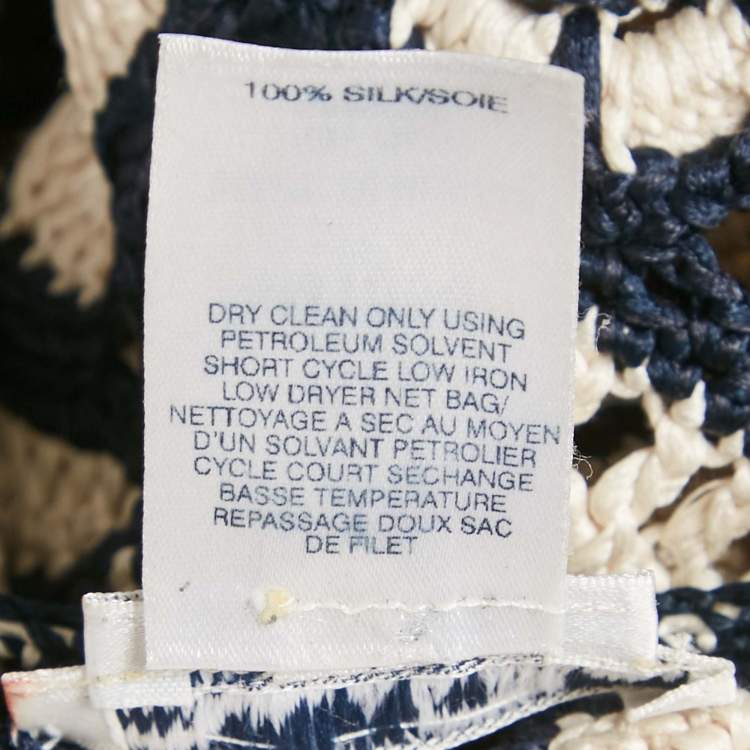 100% SILK/SOIE
DRY CLEAN ONLY USING
PETROLEUM SOLVENT
SHORT CYCLE LOW IRON
LOW DRYER NET BAG/
NETTOYAGE A SEC AU MOYEN
D'UN SOLVANT PETROLIER
CYCLE COURT SECHANGE
BASSE TEMPERATURE
REPASSAGE DOUX SAC
DE FILET